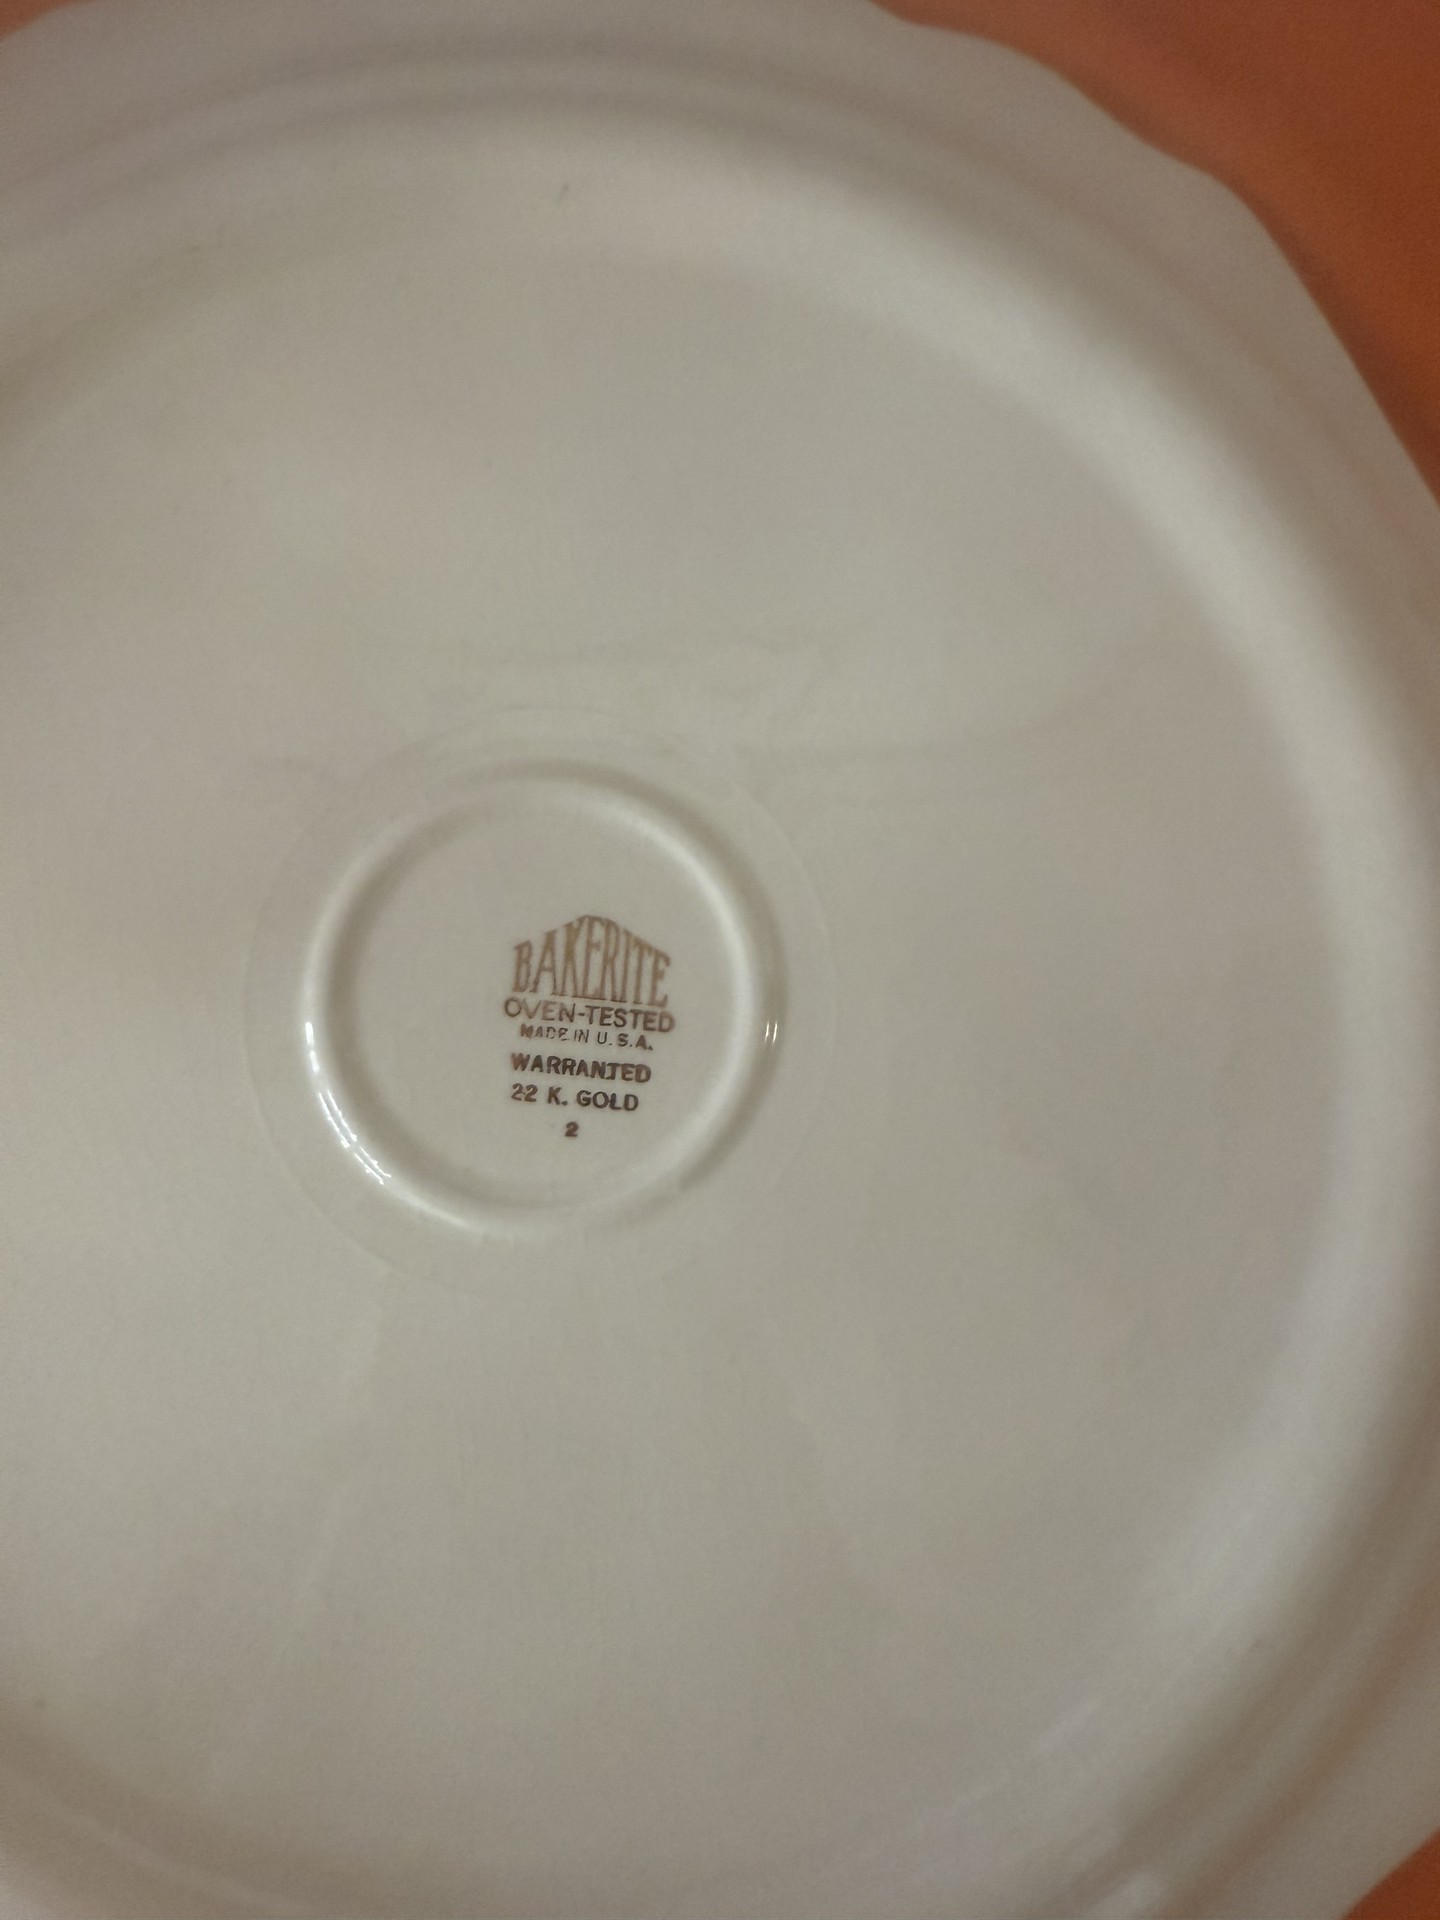 BAKERITE
OVEN-TESTED
MADE IN U.S.A.
WARRANTED
22 K. GOLD
2